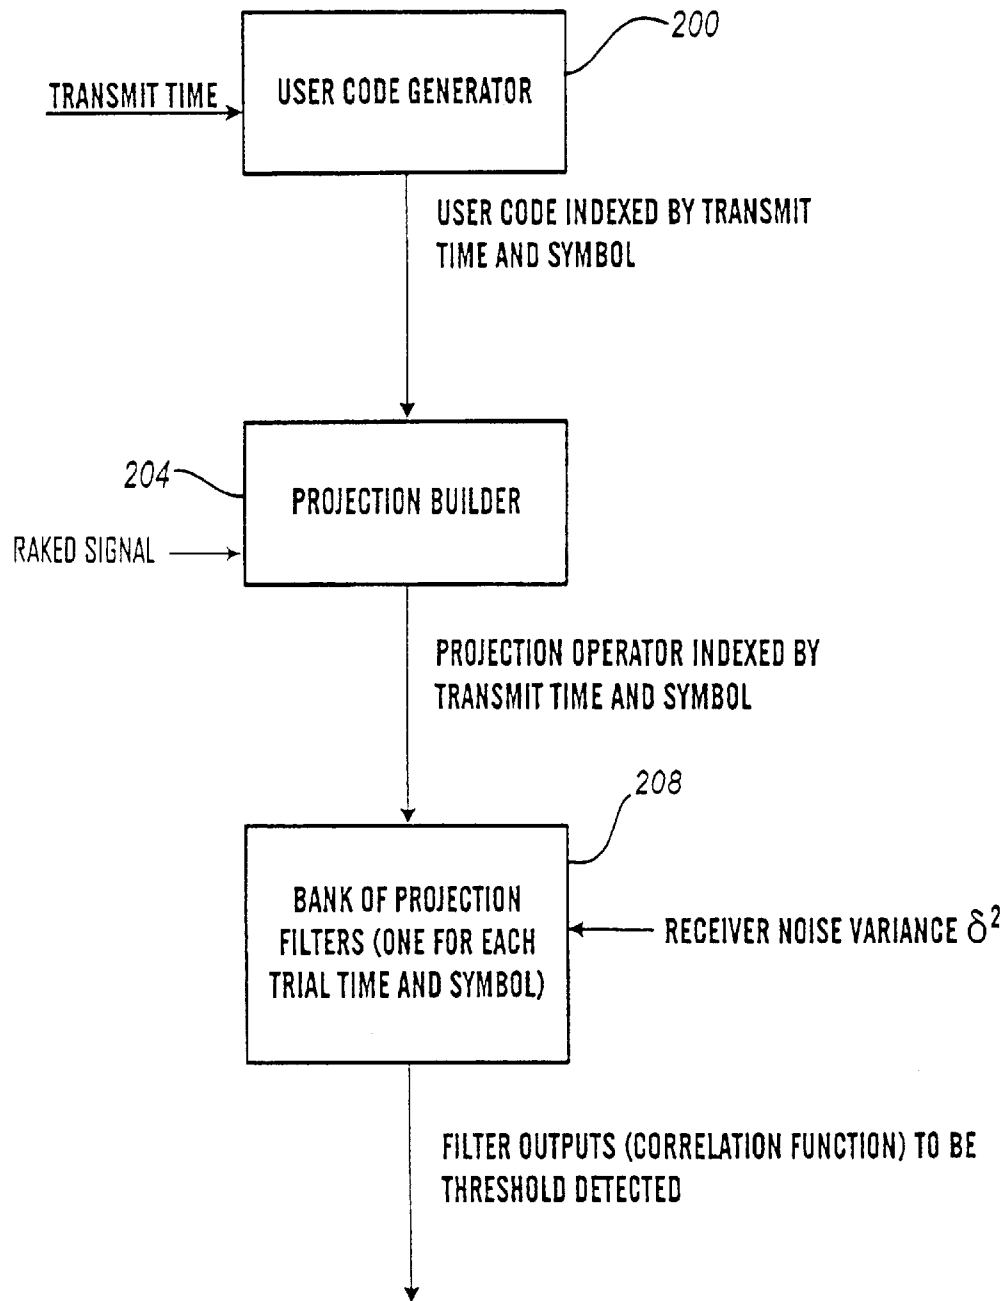 200
USER CODE GENERATOR
TRANSMIT TIME
USER CODE INDEXED BY TRANSMIT
TIME AND SYMBOL
204
PROJECTION BUILDER
RAKED SIGNAL
PROJECTION OPERATOR INDEXED BY
TRANSMIT TIME AND SYMBOL
208
BANK OF PROJECTION
FILTERS (ONE FOR EACH
TRIAL TIME AND SYMBOL)
RECEIVER NOISE VARIANCE δ²
FILTER OUTPUTS (CORRELATION FUNCTION) TO BE
THRESHOLD DETECTED